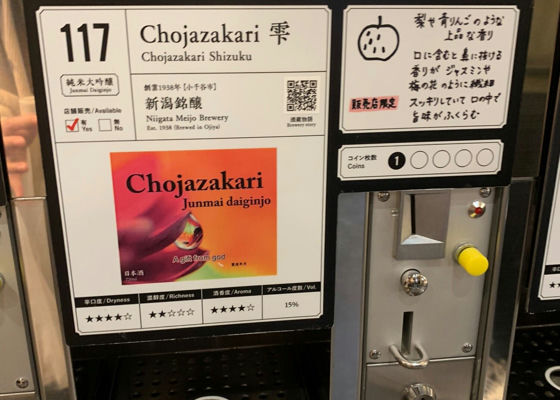 117
純米大吟醸
Junmai Daiginjo
店舗販売/Available
有
Yes
無
No
Chojazakari 雫
Chojazakari Shizuku
創業1938年 [小千谷市]
新潟銘醸
Niigata Meijo Brewery
Est. 1938 (Brewed in Ojiya)
酒蔵物語
Brewery story
Chojazakari
Junmai daiginjo
A gift from god
日本酒
辛口度/Dryness
★★★★☆
濃醇度/Richness
★★☆☆☆
酒香度/Aroma
★★★★☆
アルコール度数/Vol.
15%
梨や青りんごのような
上品な香り
口に含むと鼻に抜ける
香りがジャスミンや
梅の花のように繊細
スッキリしていて口の中で
旨味がふくらむ
販売店限定
コイン枚数
Coins
1